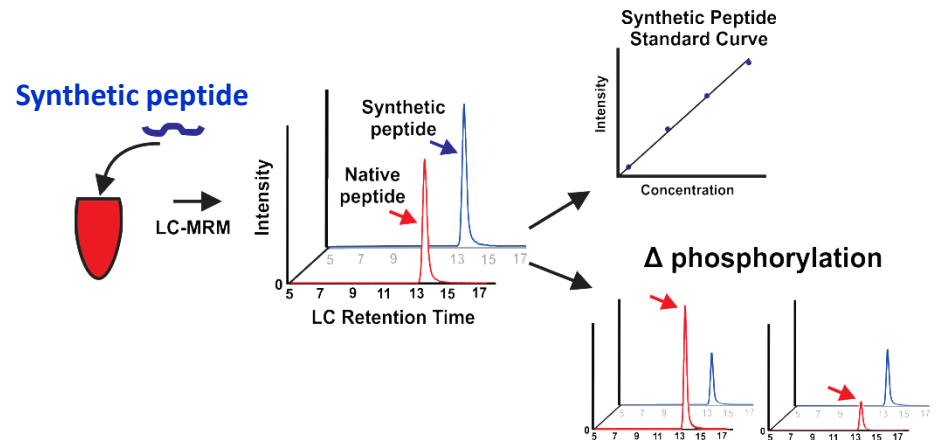 Synthetic peptide
LC-MRM
Intensity
Synthetic
peptide
Native
peptide
5 7 9 13 15 17
0
5 7 9 11 13 15 17
LC Retention Time
Synthetic Peptide
Standard Curve
Intensity
Concentration
Δ phosphorylation
5 7 9 13 15 17
0
5 7 9 11 13 15 17
5 7 9 13 15 17
0
5 7 9 11 13 15 17